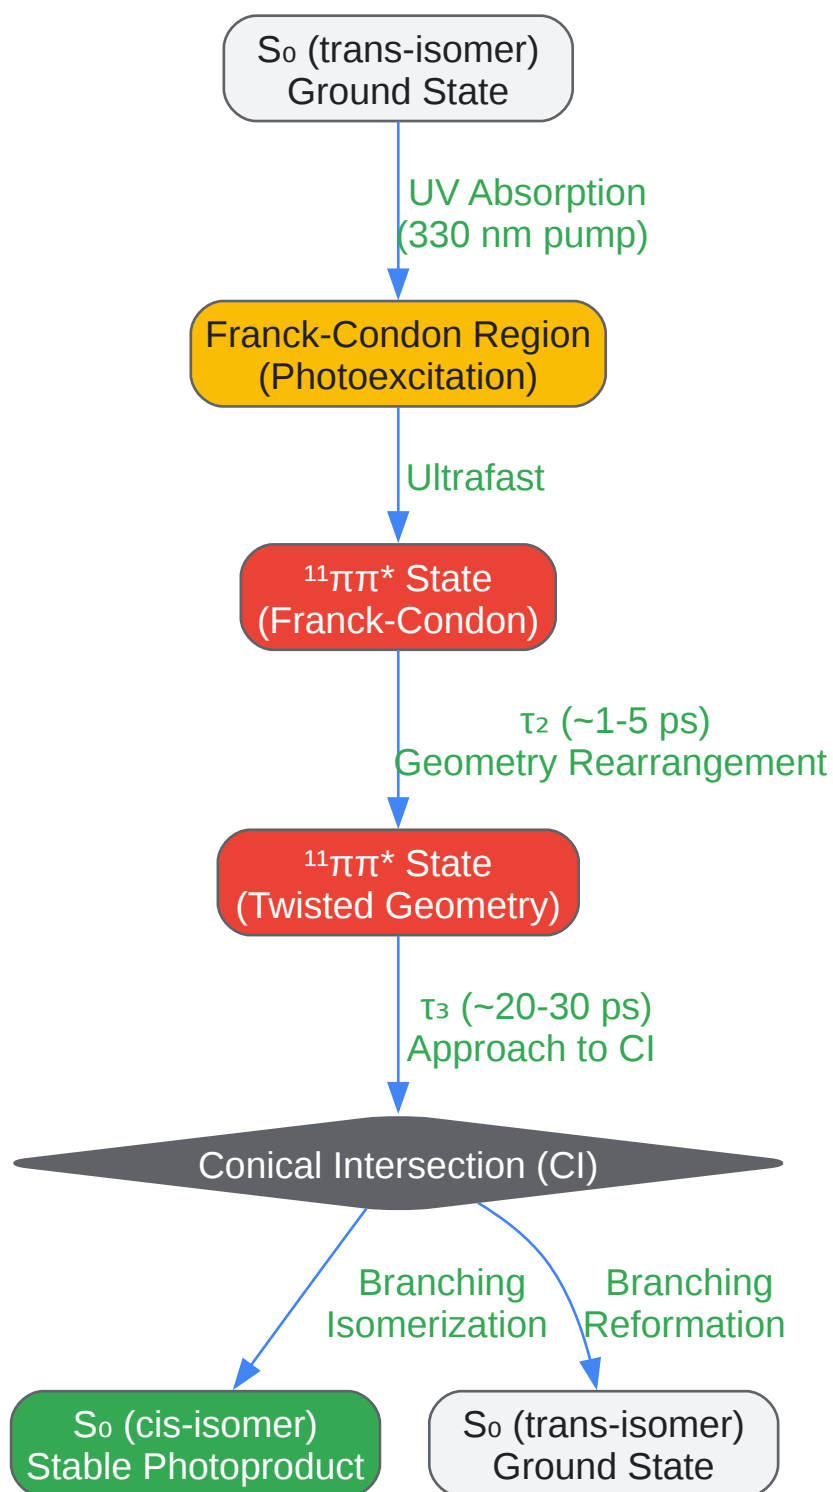 S₀ (trans-isomer)
Ground State
UV Absorption
(330 nm pump)
Franck-Condon Region
(Photoexcitation)
Ultrafast
¹¹ππ* State
(Franck-Condon)
τ₂ (~1-5 ps)
Geometry Rearrangement
¹¹ππ* State
(Twisted Geometry)
τ₃ (~20-30 ps)
Approach to CI
Conical Intersection (CI)
Branching
Isomerization
Branching
Reformation
S₀ (cis-isomer)
Stable Photoproduct
S₀ (trans-isomer)
Ground State